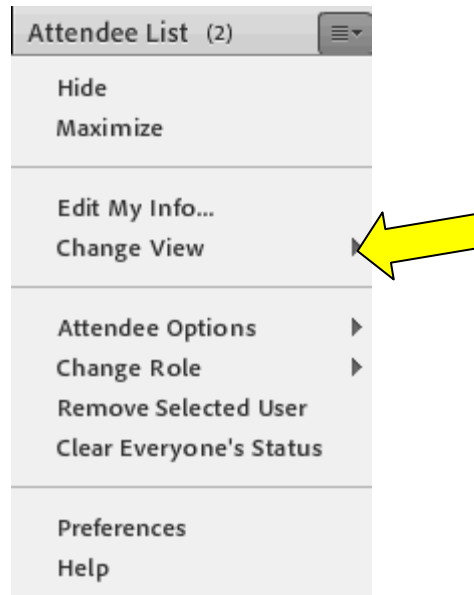 Attendee List (2)
Hide
Maximize
Edit My Info...
Change View
Attendee Options
Change Role
Remove Selected User
Clear Everyone's Status
Preferences
Help